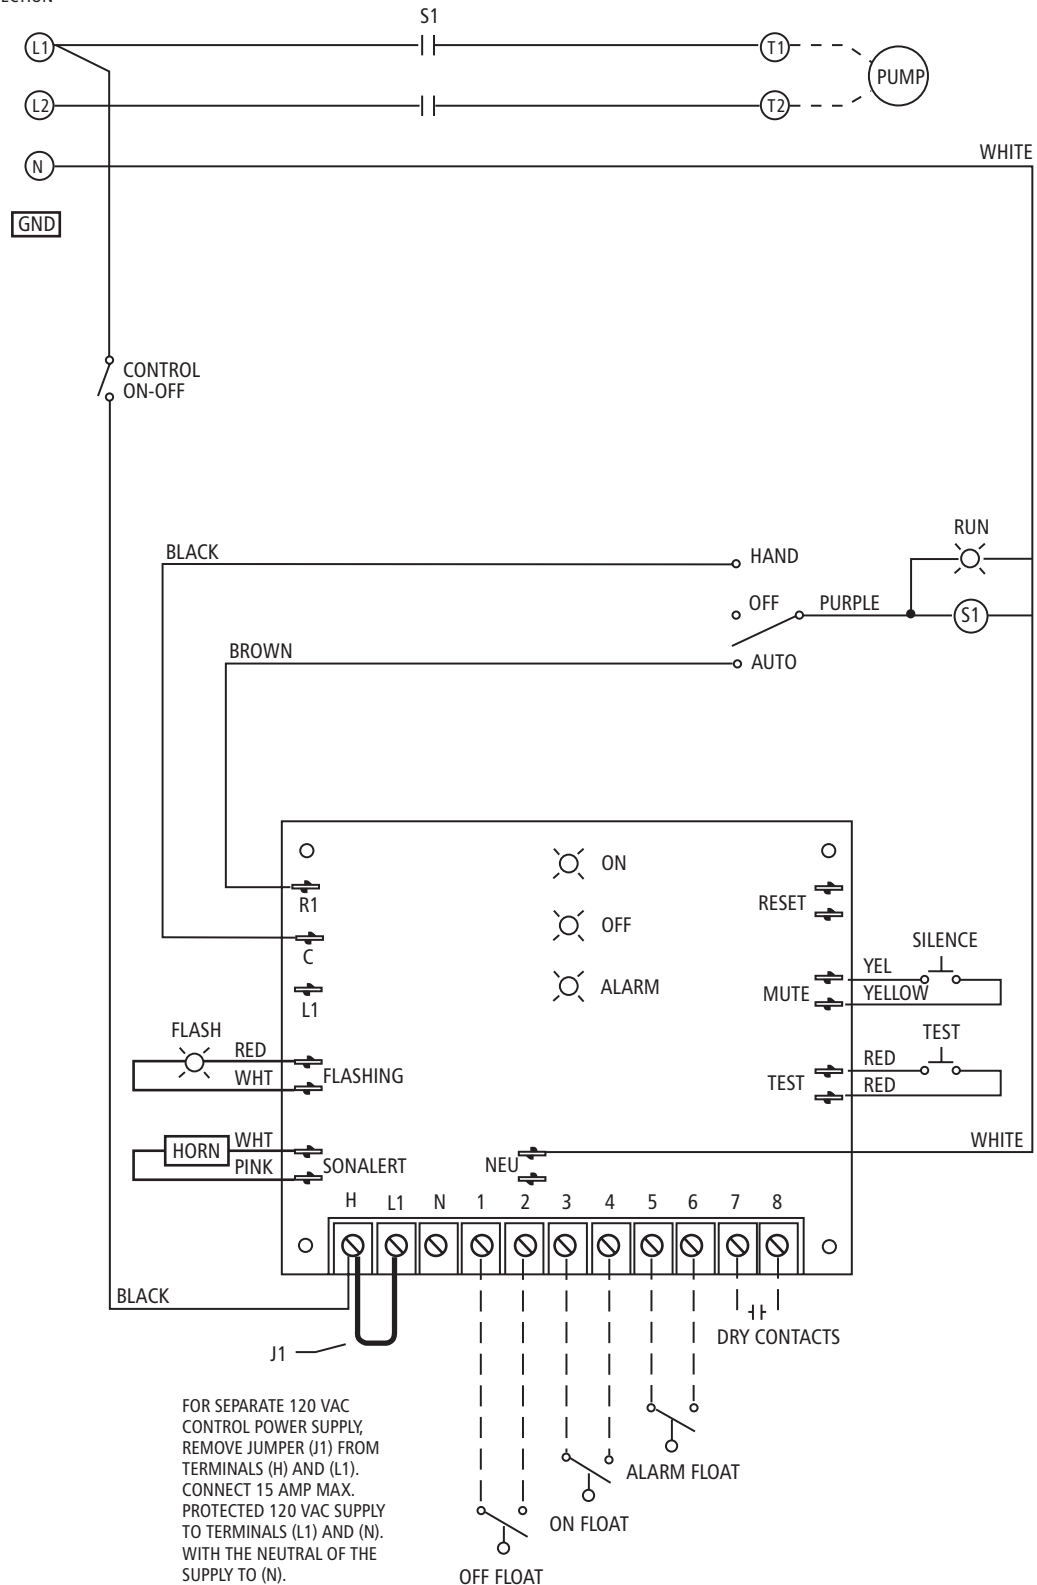 S1
L1
T1
PUMP
L2
T2
N
WHITE
GND
CONTROL
ON-OFF
RUN
BLACK
HAND
OFF
PURPLE
S1
BROWN
AUTO
ON
R1
RESET
OFF
C
SILENCE
YEL
L1
ALARM
MUTE
YELLOW
FLASH
RED
WHT
FLASHING
TEST
RED
TEST
RED
HORN
WHT
PINK
SONALERT
NEU
WHITE
H L1 N 1 2 3 4 5 6 7 8
BLACK
J1
DRY CONTACTS
FOR SEPARATE 120 VAC
CONTROL POWER SUPPLY,
REMOVE JUMPER (J1) FROM
TERMINALS (H) AND (L1).
CONNECT 15 AMP MAX.
PROTECTED 120 VAC SUPPLY
TO TERMINALS (L1) AND (N).
WITH THE NEUTRAL OF THE
SUPPLY TO (N).
ALARM FLOAT
ON FLOAT
OFF FLOAT